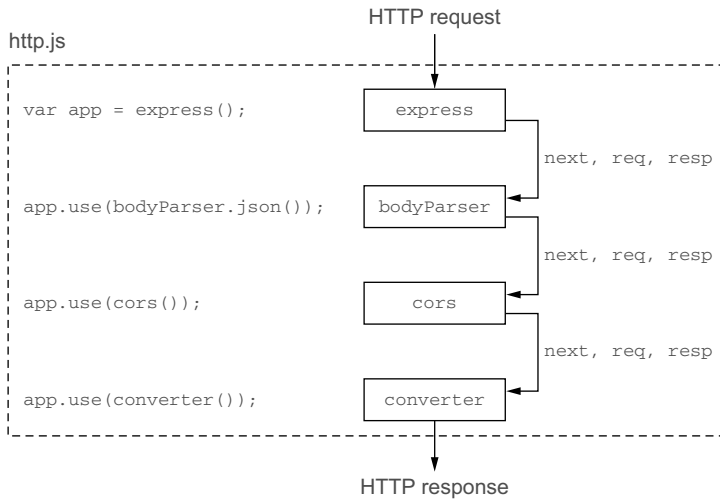 HTTP request
http.js
var app = express();
express
next, req, resp
app.use(bodyParser.json());
bodyParser
next, req, resp
app.use(cors());
cors
next, req, resp
app.use(converter());
converter
HTTP response